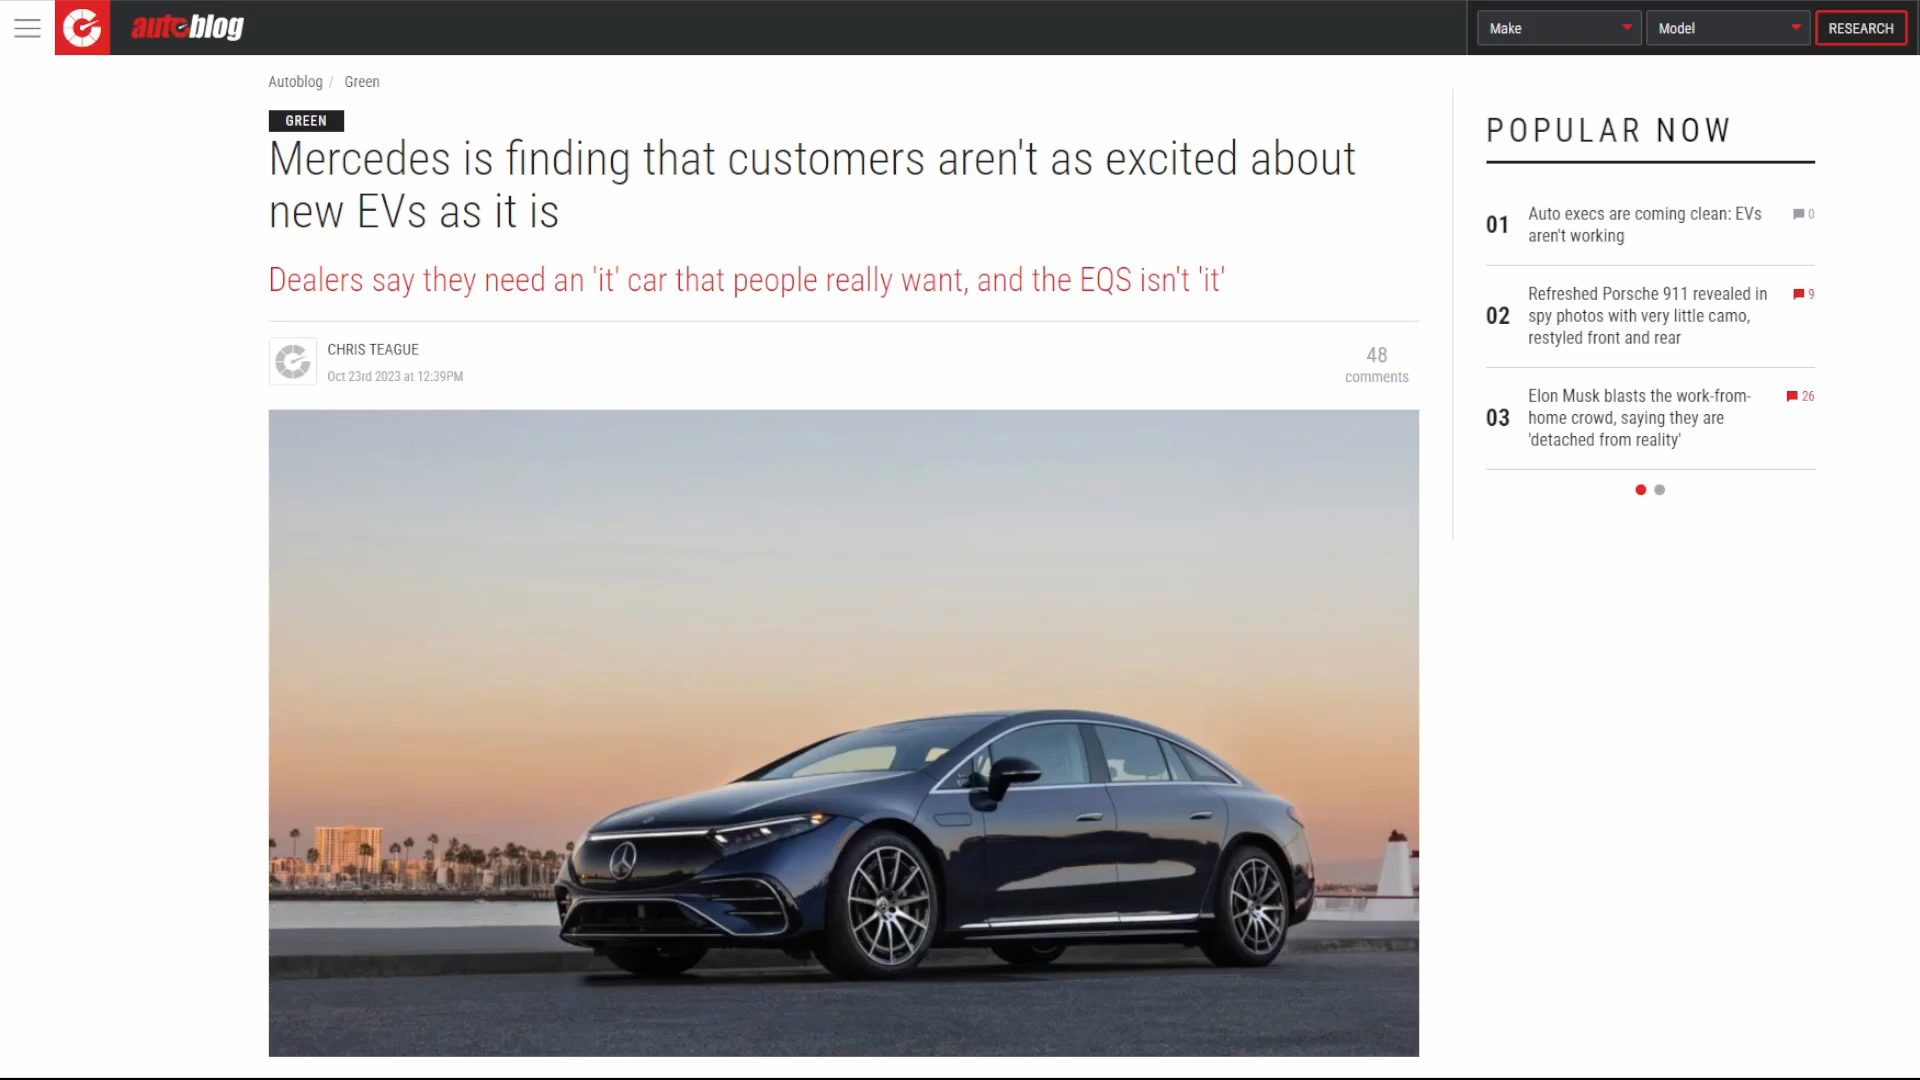 autoblog
Make
Model
RESEARCH
Autoblog / Green
GREEN
Mercedes is finding that customers aren't as excited about
new EVs as it is
Dealers say they need an 'it' car that people really want, and the EQS isn't 'it'
CHRIS TEAGUE
Oct 23rd 2023 at 12:39PM
48
comments
POPULAR NOW
01
Auto execs are coming clean: EVs
aren't working
0
02
Refreshed Porsche 911 revealed in
spy photos with very little camo,
restyled front and rear
9
03
Elon Musk blasts the work-from-
home crowd, saying they are
'detached from reality'
26